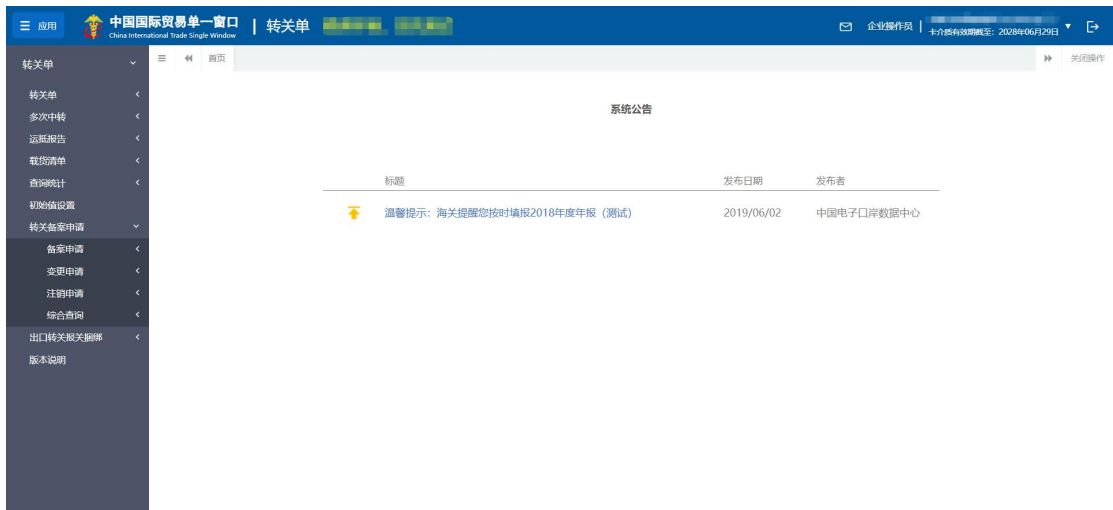 应用
中国国际贸易单一窗口
China International Trade Single Window
转关单
企业操作员
卡介质有效期截至：2028年06月29日
转关单
首页
关闭操作
转关单
多次中转
运抵报告
载货清单
查询统计
初始值设置
转关备案申请
备案申请
变更申请
注销申请
综合查询
出口转关报关捆绑
版本说明
系统公告
标题 发布日期 发布者
温馨提示：海关提醒您按时填报2018年度年报（测试） 2019/06/02 中国电子口岸数据中心